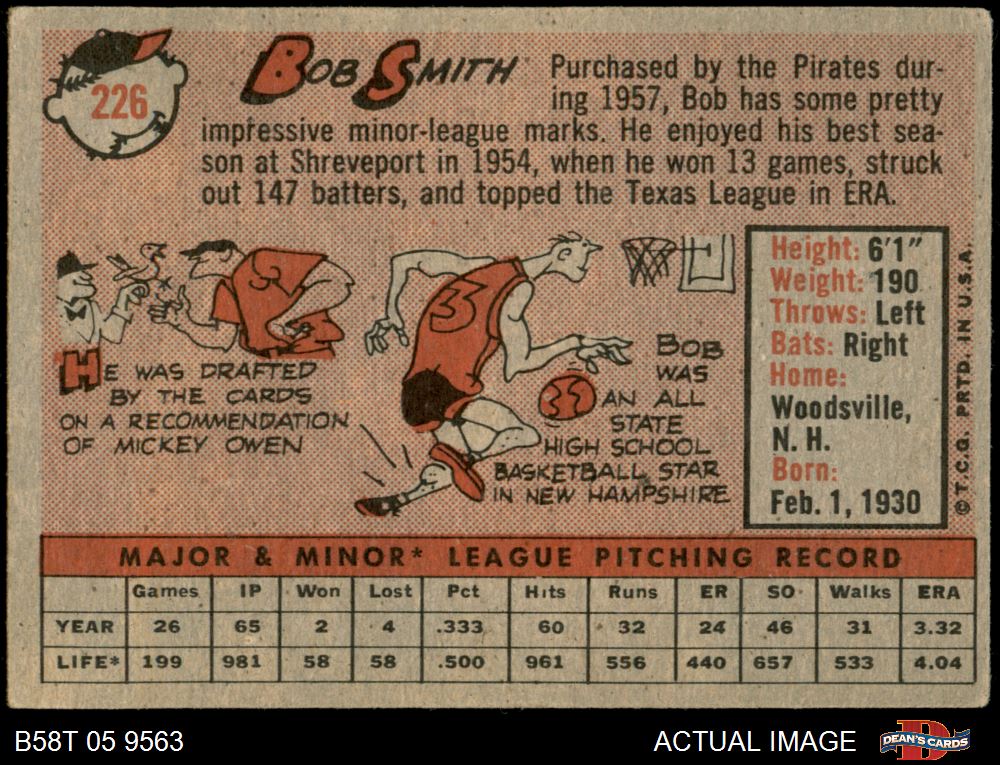 226
BOB SMITH
Purchased by the Pirates dur-
ing 1957, Bob has some pretty
impressive minor-league marks. He enjoyed his best sea-
son at Shreveport in 1954, when he won 13 games, struck
out 147 batters, and topped the Texas League in ERA.
HE WAS DRAFTED
BY THE CARDS
ON A RECOMMENDATION
OF MICKEY OWEN
3
BOB
WAS
AN ALL
STATE
HIGH SCHOOL
BASKETBALL STAR
IN NEW HAMPSHIRE
Height: 6'1"
Weight: 190
Throws: Left
Bats: Right
Home:
Woodsville,
N. H.
Born:
Feb. 1, 1930
© T.C.G. PRTD. IN U.S.A.
MAJOR & MINOR* LEAGUE PITCHING RECORD
Games IP Won Lost Pct Hits Runs ER SO Walks ERA
YEAR 26 65 2 4 .333 60 32 24 46 31 3.32
LIFE* 199 981 58 58 .500 961 556 440 657 533 4.04
B58T 05 9563
ACTUAL IMAGE
D
DEAN'S CARDS